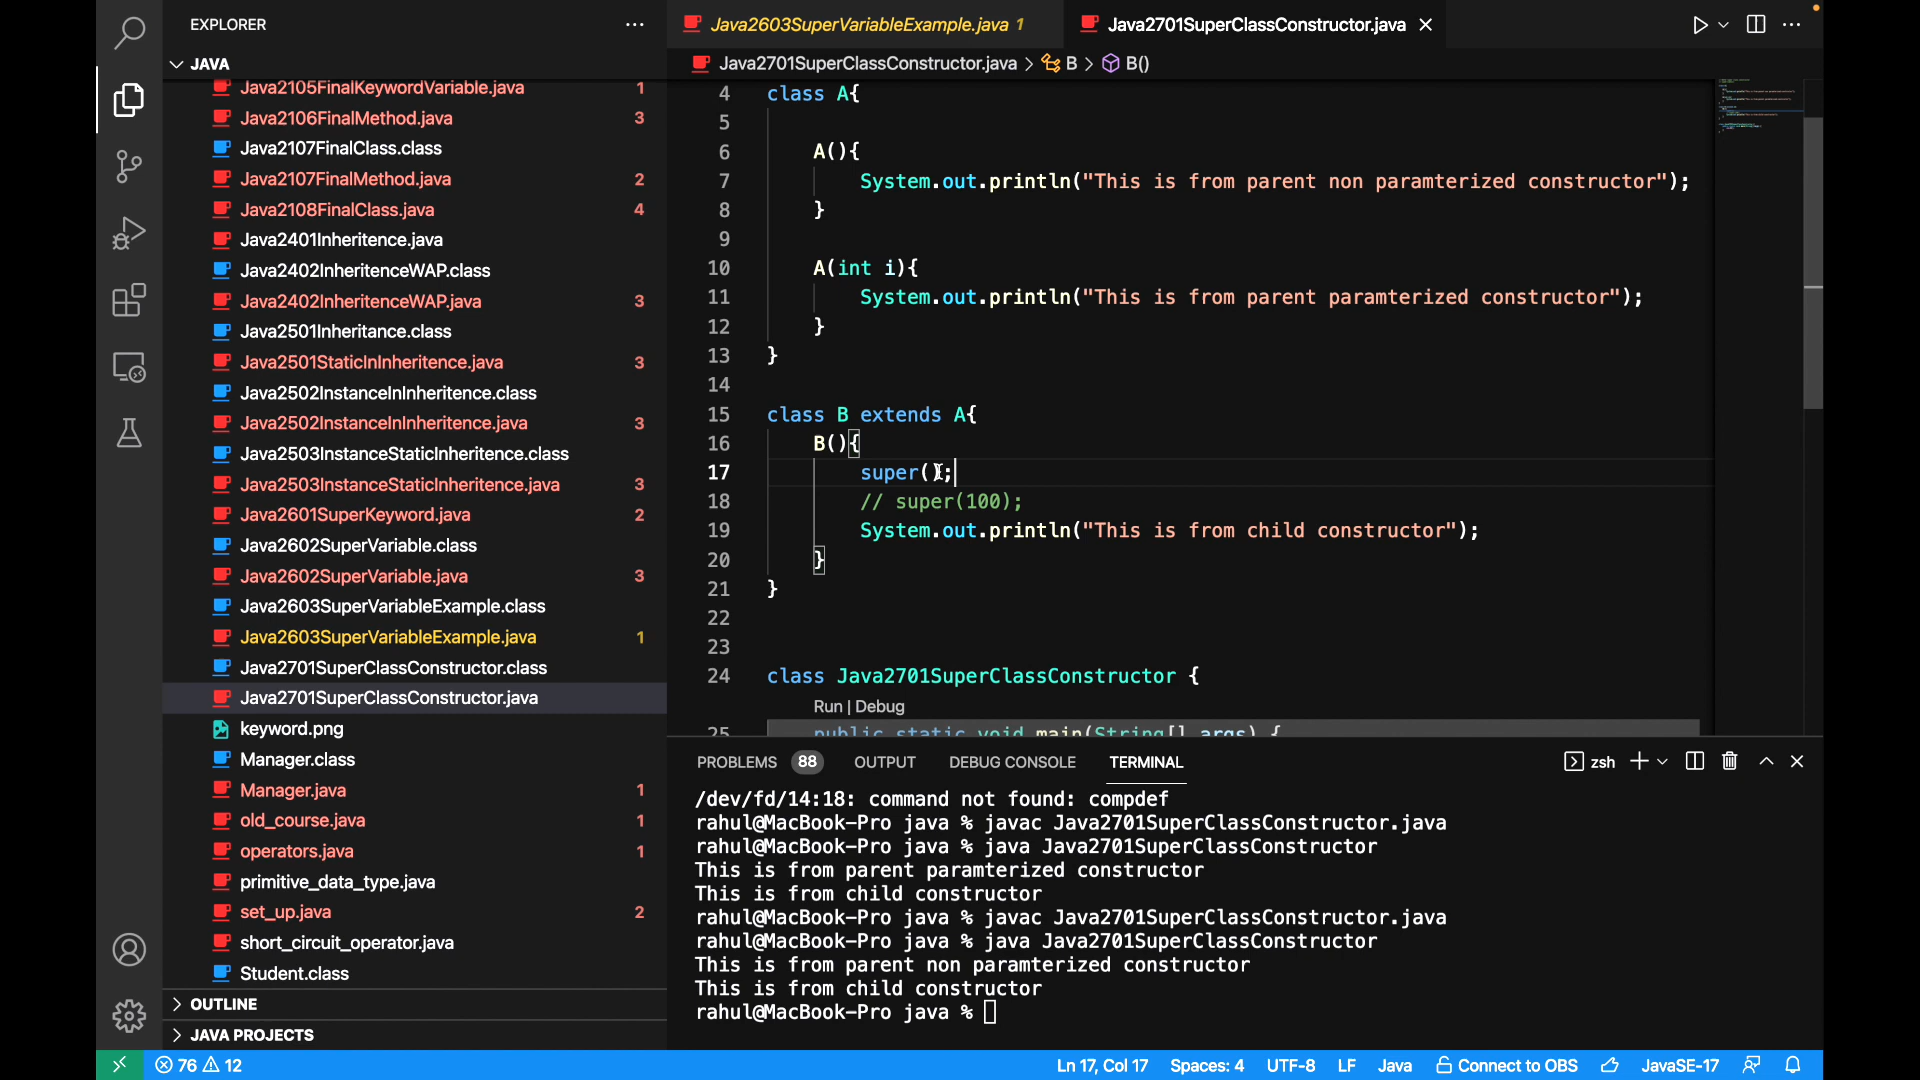 EXPLORER
JAVA
Java2105FinalKeywordVariable.java 1
Java2106FinalMethod.java 3
Java2107FinalClass.class
Java2107FinalMethod.java 2
Java2108FinalClass.java 4
Java2401Inheritence.java
Java2402InheritenceWAP.class
Java2402InheritenceWAP.java 3
Java2501Inheritance.class
Java2501StaticInInheritence.java 3
Java2502InstanceInInheritence.class
Java2502InstanceInInheritence.java 3
Java2503InstanceStaticInheritence.class
Java2503InstanceStaticInheritence.java 3
Java2601SuperKeyword.java 2
Java2602SuperVariable.class
Java2602SuperVariable.java 3
Java2603SuperVariableExample.class
Java2603SuperVariableExample.java 1
Java2701SuperClassConstructor.class
Java2701SuperClassConstructor.java
keyword.png
Manager.class
Manager.java 1
old_course.java 1
operators.java 1
primitive_data_type.java
set_up.java 2
short_circuit_operator.java
Student.class
OUTLINE
JAVA PROJECTS
Java2603SuperVariableExample.java 1 Java2701SuperClassConstructor.java
Java2701SuperClassConstructor.java > B > B()
4 class A{
5
6 A(){
7 System.out.println("This is from parent non paramterized constructor");
8 }
9
10 A(int i){
11 System.out.println("This is from parent paramterized constructor");
12 }
13 }
14
15 class B extends A{
16 B(){
17 super();
18 // super(100);
19 System.out.println("This is from child constructor");
20 }
21 }
22
23
24 class Java2701SuperClassConstructor {
Run | Debug
25 public static void main(String[] args) {
PROBLEMS 88 OUTPUT DEBUG CONSOLE TERMINAL zsh
/dev/fd/14:18: command not found: compdef
rahul@MacBook-Pro java % javac Java2701SuperClassConstructor.java
rahul@MacBook-Pro java % java Java2701SuperClassConstructor
This is from parent paramterized constructor
This is from child constructor
rahul@MacBook-Pro java % javac Java2701SuperClassConstructor.java
rahul@MacBook-Pro java % java Java2701SuperClassConstructor
This is from parent non paramterized constructor
This is from child constructor
rahul@MacBook-Pro java %
76 12 Ln 17, Col 17 Spaces: 4 UTF-8 LF Java Connect to OBS JavaSE-17